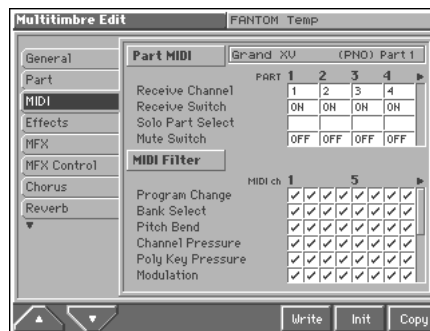 Multitimbre Edit FANTOM Temp
General
Part
MIDI
Effects
MFX
MFX Control
Chorus
Reverb
Part MIDI Grand XV (PNO) Part 1
PART 1 2 3 4
Receive Channel 1 2 3 4
Receive Switch ON ON ON ON
Solo Part Select
Mute Switch OFF OFF OFF OFF
MIDI Filter
MIDI ch 1 5
Program Change
Bank Select
Pitch Bend
Channel Pressure
Poly Key Pressure
Modulation
Write Init Copy